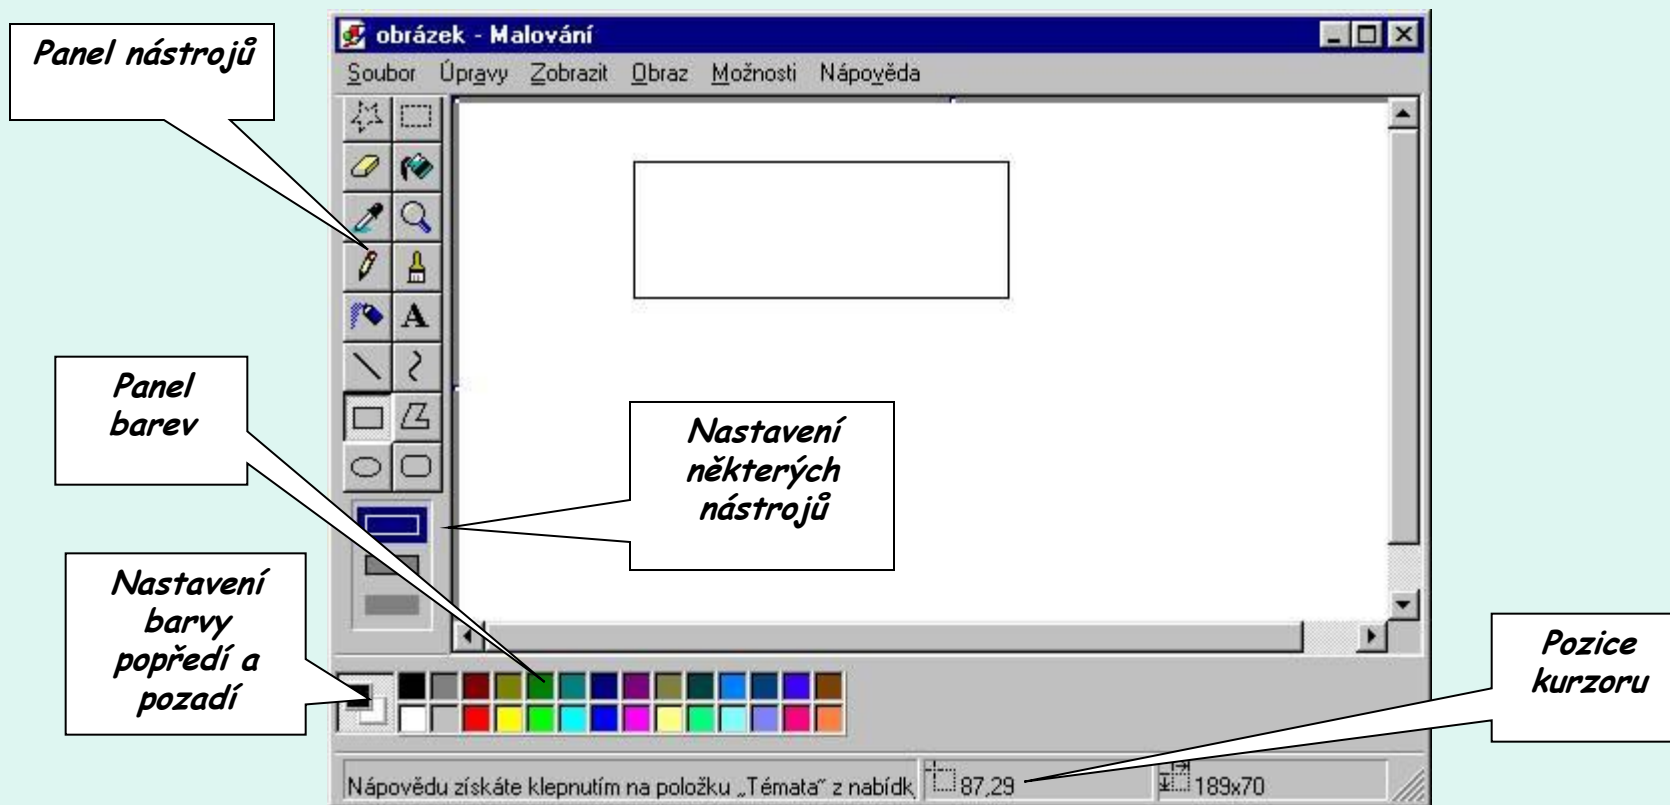 Panel nástrojů
obrázek - Malování
Soubor Úpravy Zobrazit Obraz Možnosti Nápověda
A
Panel
barev
Nastavení
některých
nástrojů
Nastavení
barvy
popředí a
pozadí
Pozice
kurzoru
Nápovědu získáte klepnutím na položku „Témata“ z nabídk
87,29
189x70